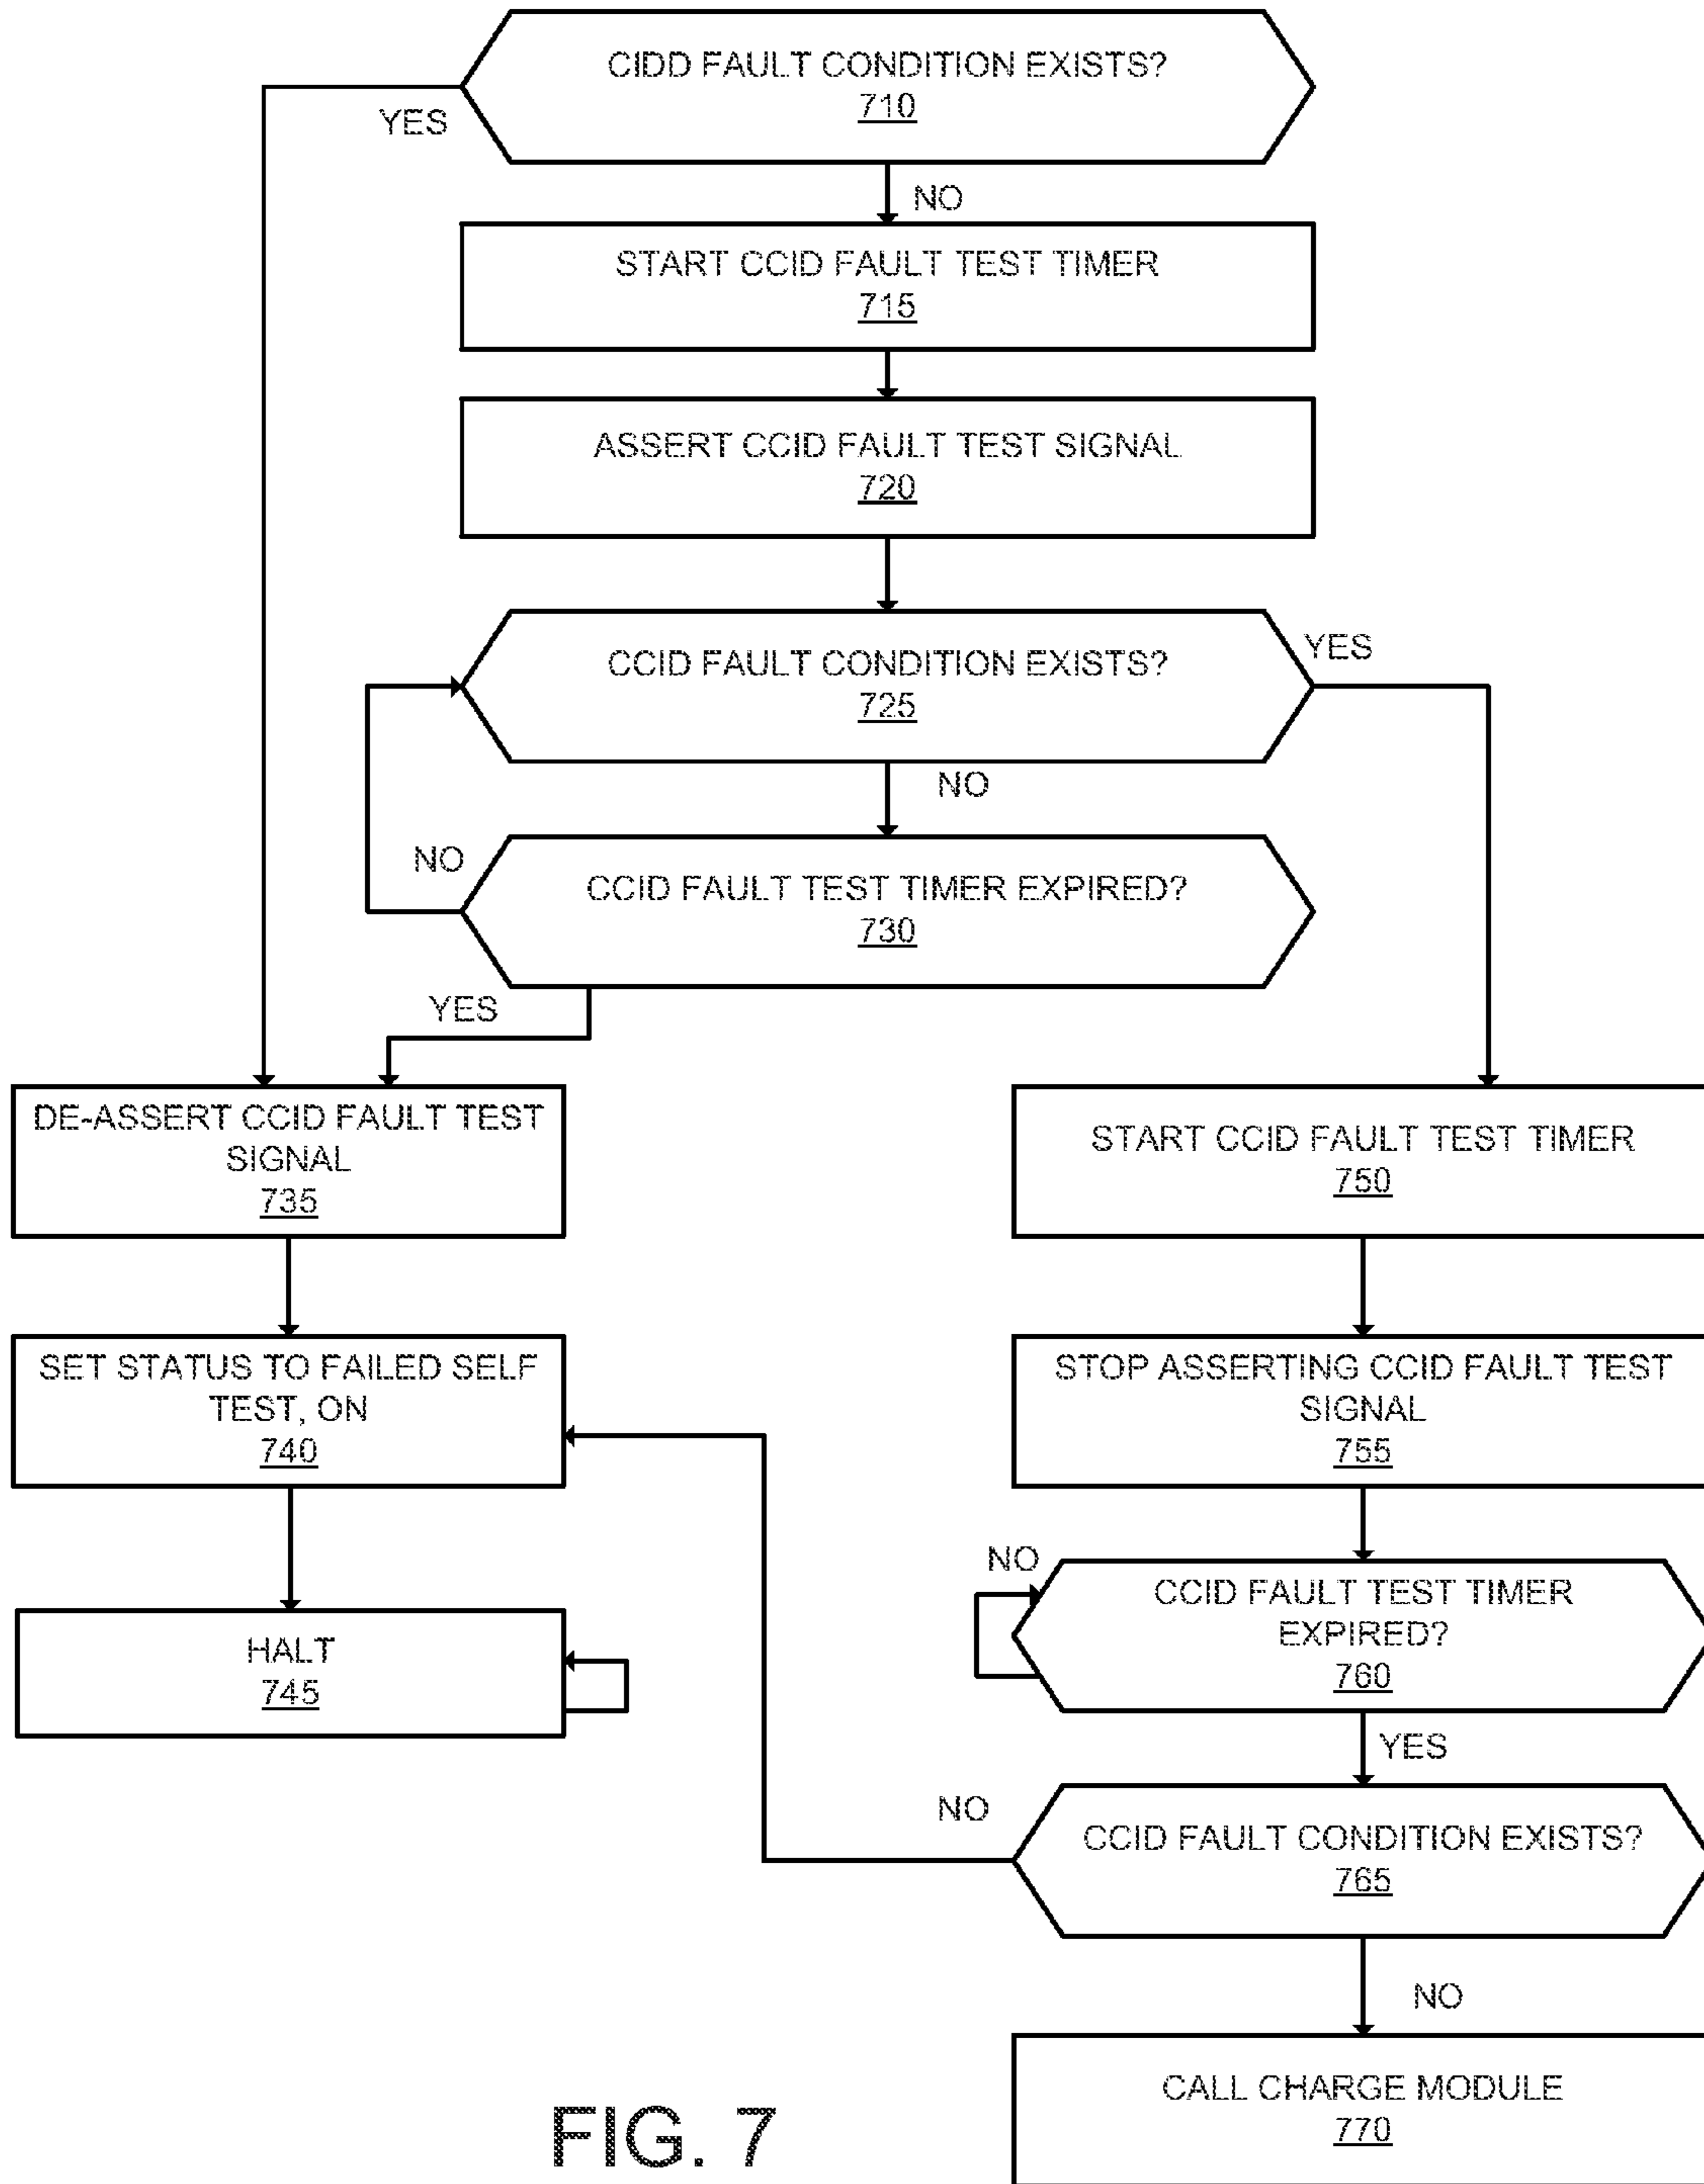 CIDD FAULT CONDITION EXISTS?
710
YES
NO
START CCID FAULT TEST TIMER
715
ASSERT CCID FAULT TEST SIGNAL
720
CCID FAULT CONDITION EXISTS?
725
YES
NO
CCID FAULT TEST TIMER EXPIRED?
730
NO
YES
DE-ASSERT CCID FAULT TEST
SIGNAL
735
START CCID FAULT TEST TIMER
750
SET STATUS TO FAILED SELF
TEST, ON
740
STOP ASSERTING CCID FAULT TEST
SIGNAL
755
HALT
745
NO
CCID FAULT TEST TIMER
EXPIRED?
760
YES
NO
CCID FAULT CONDITION EXISTS?
765
NO
CALL CHARGE MODULE
770
FIG. 7